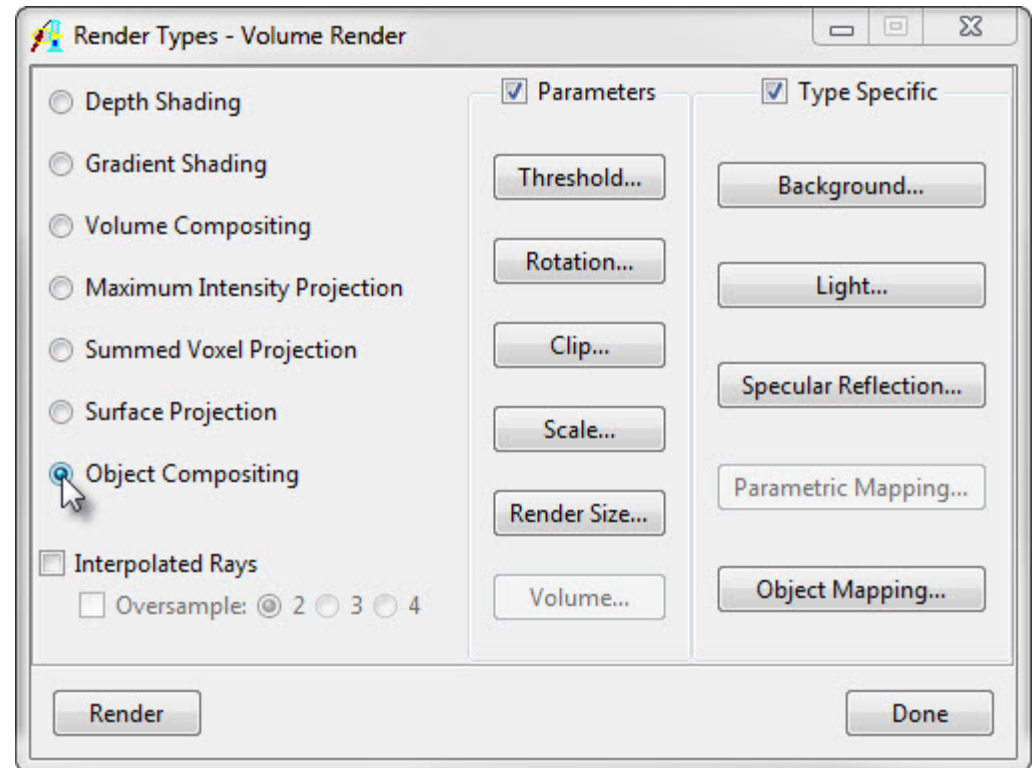 Render Types - Volume Render
Depth Shading
Gradient Shading
Volume Compositing
Maximum Intensity Projection
Summed Voxel Projection
Surface Projection
Object Compositing
Interpolated Rays
Oversample: 2 3 4
Parameters
Threshold...
Rotation...
Clip...
Scale...
Render Size...
Volume...
Type Specific
Background...
Light...
Specular Reflection...
Parametric Mapping...
Object Mapping...
Render
Done